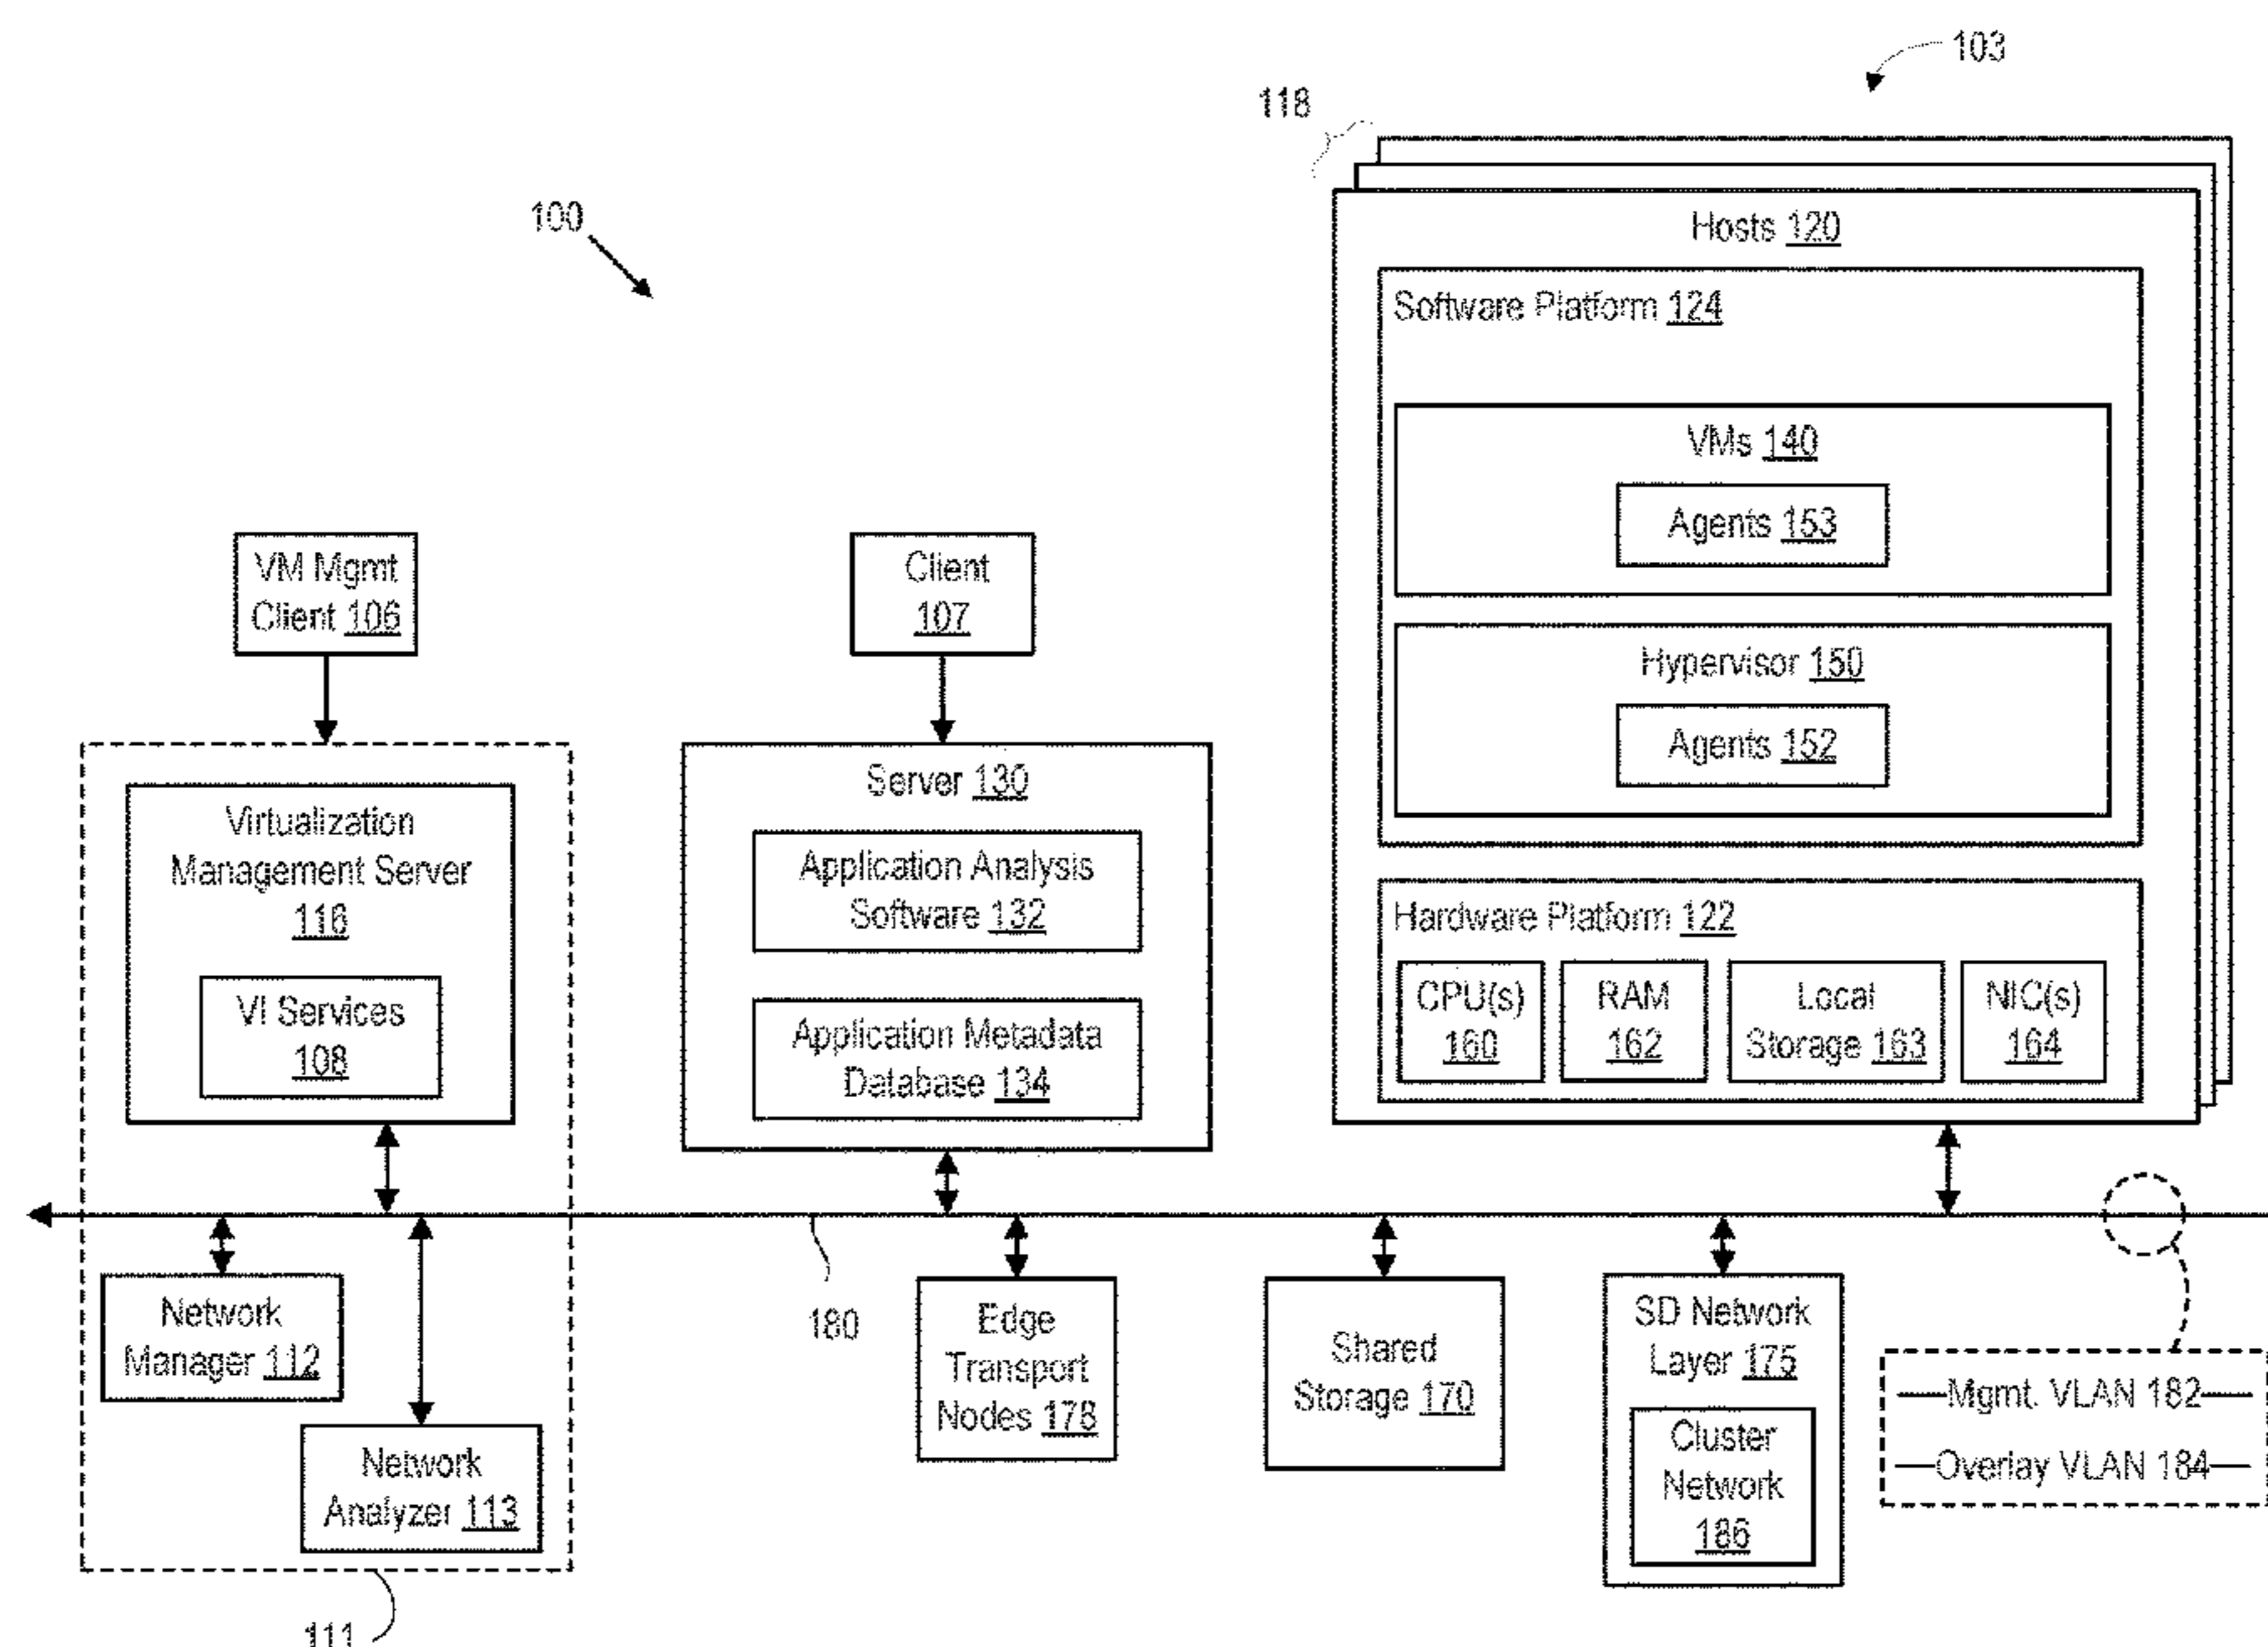 103
118
100
Hosts 120
Software Platform 124
VMs 140
Agents 153
Hypervisor 150
Agents 152
Hardware Platform 122
CPU(s)
160
RAM
162
Local
Storage 163
NIC(s)
164
VM Mgmt
Client 106
Client
107
Virtualization
Management Server
116
VI Services
108
Server 130
Application Analysis
Software 132
Application Metadata
Database 134
Network
Manager 112
Network
Analyzer 113
111
180
Edge
Transport
Nodes 178
Shared
Storage 170
SD Network
Layer 175
Cluster
Network
186
Mgmt. VLAN 182
Overlay VLAN 184